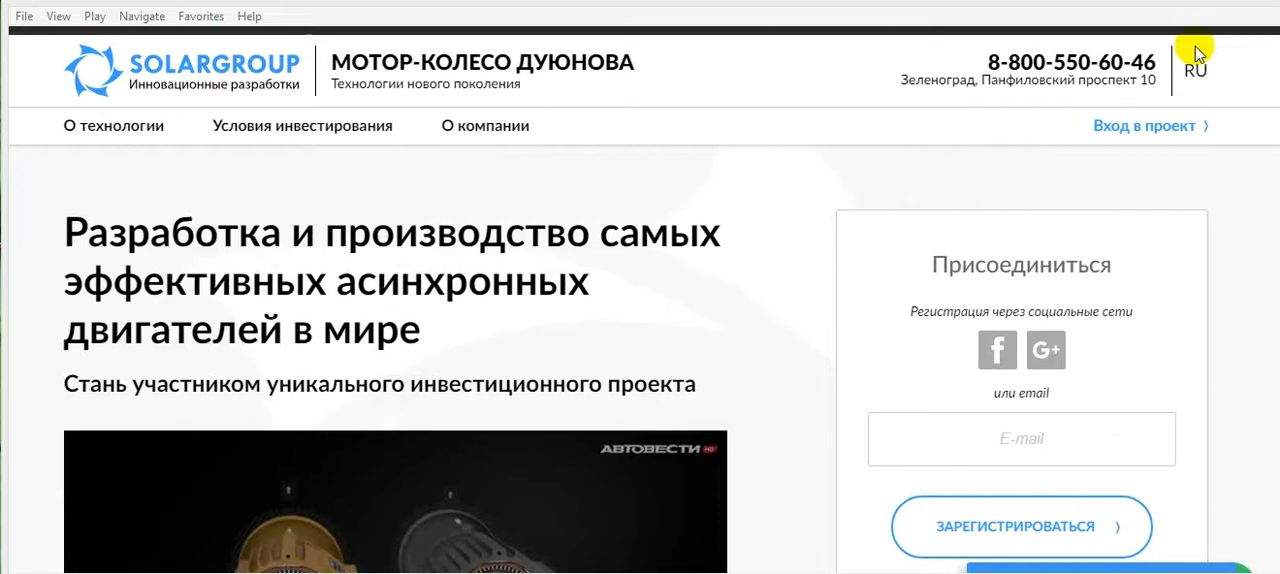 File View Play Navigate Favorites Help
SOLARGROUP
Инновационные разработки
МОТОР-КОЛЕСО ДУЮНОВА
Технологии нового поколения
8-800-550-60-46
Зеленоград, Панфиловский проспект 10
RU
О технологии Условия инвестирования О компании
Вход в проект
Разработка и производство самых
эффективных асинхронных
двигателей в мире
Стань участником уникального инвестиционного проекта
АВТОВЕСТИ HD
Присоединиться
Регистрация через социальные сети
f G+
или email
E-mail
ЗАРЕГИСТРИРОВАТЬСЯ